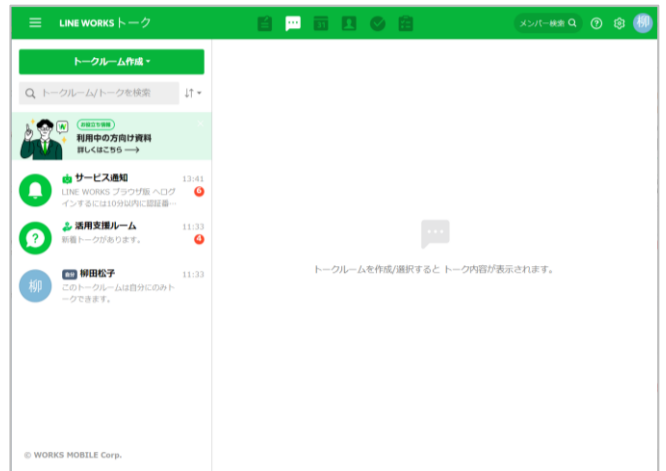 LINE WORKS トーク
31
メンバー検索
柳
トークルーム作成
トークルーム/トークを検索
お役立ち情報
利用中の方向け資料
詳しくはこちら →
サービス通知 13:41
LINE WORKS ブラウザ版 へログ 6
インするには10分以内に認証番…
活用支援ルーム 11:33
新着トークがあります。 4
柳
自分 柳田松子 11:33
このトークルームは自分にのみト
ークできます。
トークルームを作成/選択すると トーク内容が表示されます。
© WORKS MOBILE Corp.